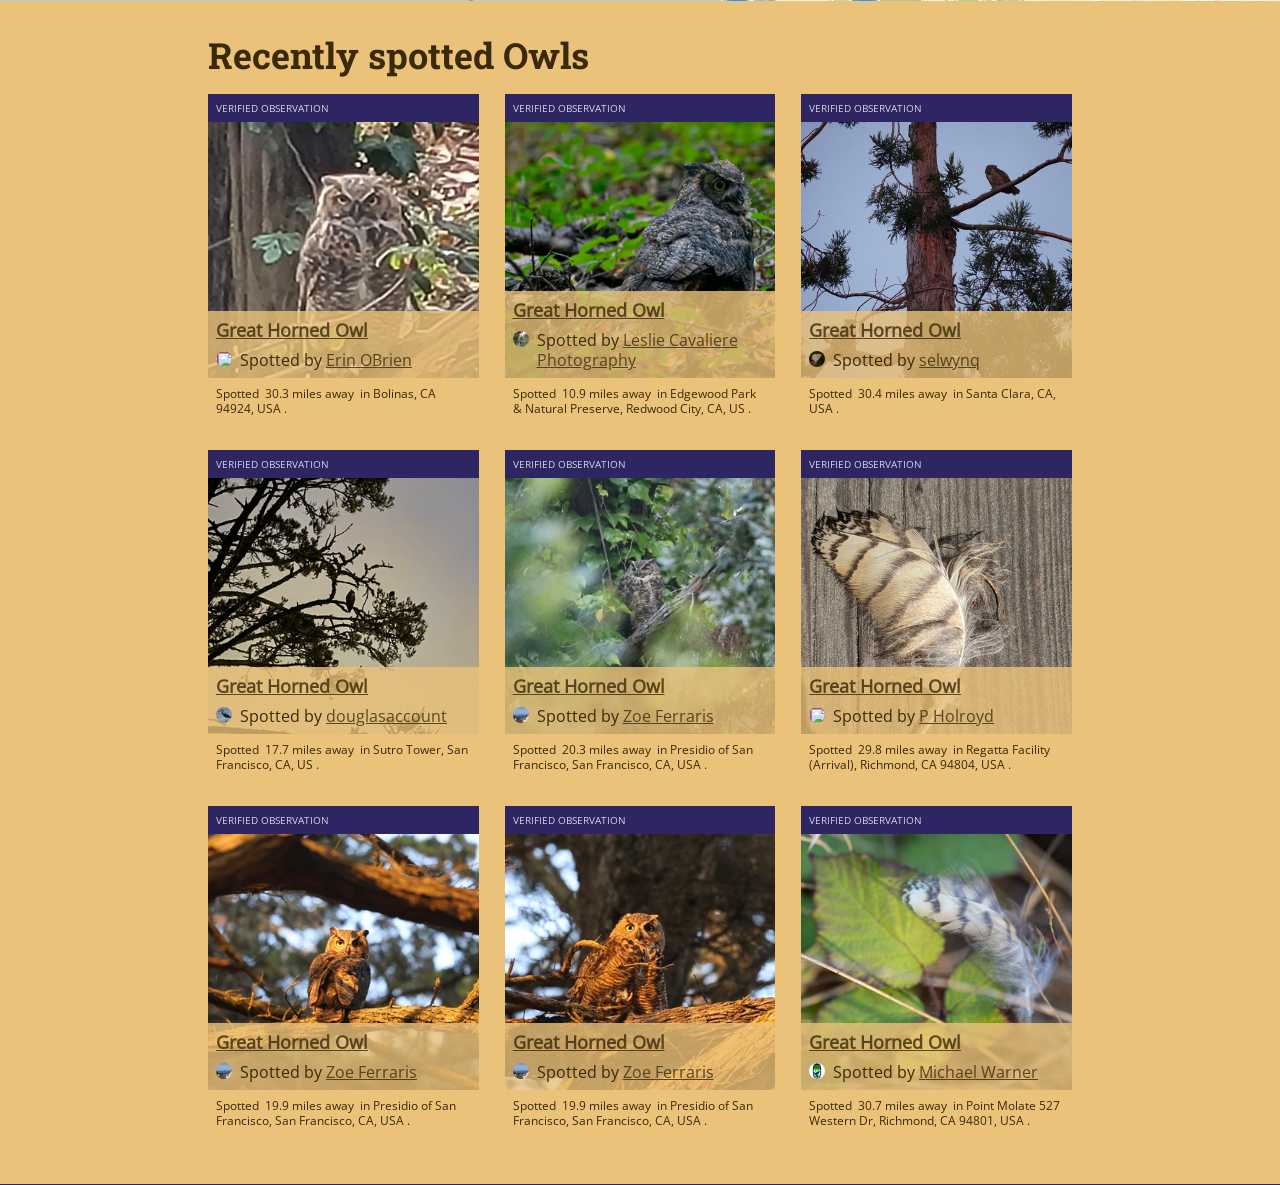 Recently spotted Owls
VERIFIED OBSERVATION
Great Horned Owl
Spotted by Erin OBrien
Spotted 30.3 miles away in Bolinas, CA
94924, USA .
VERIFIED OBSERVATION
Great Horned Owl
Spotted by Leslie Cavaliere
Photography
Spotted 10.9 miles away in Edgewood Park
& Natural Preserve, Redwood City, CA, US .
VERIFIED OBSERVATION
Great Horned Owl
Spotted by selwynq
Spotted 30.4 miles away in Santa Clara, CA,
USA .
VERIFIED OBSERVATION
Great Horned Owl
Spotted by douglasaccount
Spotted 17.7 miles away in Sutro Tower, San
Francisco, CA, US .
VERIFIED OBSERVATION
Great Horned Owl
Spotted by Zoe Ferraris
Spotted 20.3 miles away in Presidio of San
Francisco, San Francisco, CA, USA .
VERIFIED OBSERVATION
Great Horned Owl
Spotted by P Holroyd
Spotted 29.8 miles away in Regatta Facility
(Arrival), Richmond, CA 94804, USA .
VERIFIED OBSERVATION
Great Horned Owl
Spotted by Zoe Ferraris
Spotted 19.9 miles away in Presidio of San
Francisco, San Francisco, CA, USA .
VERIFIED OBSERVATION
Great Horned Owl
Spotted by Zoe Ferraris
Spotted 19.9 miles away in Presidio of San
Francisco, San Francisco, CA, USA .
VERIFIED OBSERVATION
Great Horned Owl
Spotted by Michael Warner
Spotted 30.7 miles away in Point Molate 527
Western Dr, Richmond, CA 94801, USA .